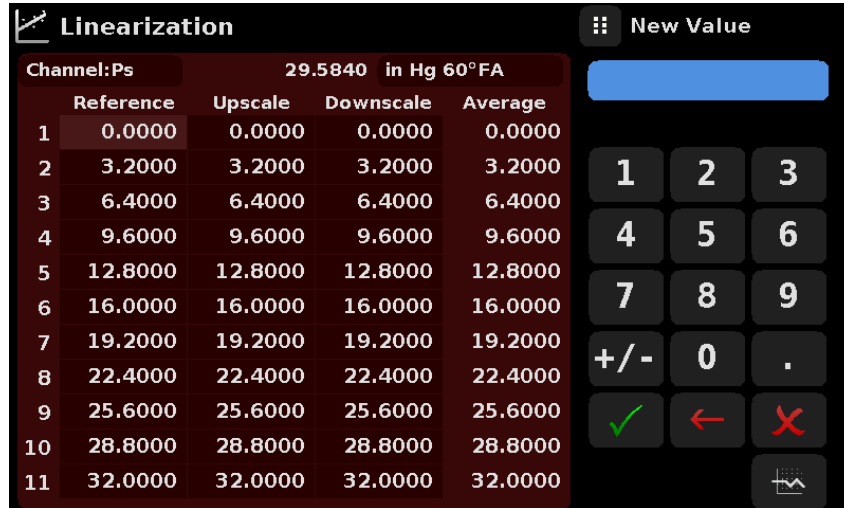 Linearization
New Value
Channel:Ps 29.5840 in Hg 60°FA
Reference Upscale Downscale Average
1 0.0000 0.0000 0.0000 0.0000
2 3.2000 3.2000 3.2000 3.2000
3 6.4000 6.4000 6.4000 6.4000
4 9.6000 9.6000 9.6000 9.6000
5 12.8000 12.8000 12.8000 12.8000
6 16.0000 16.0000 16.0000 16.0000
7 19.2000 19.2000 19.2000 19.2000
8 22.4000 22.4000 22.4000 22.4000
9 25.6000 25.6000 25.6000 25.6000
10 28.8000 28.8000 28.8000 28.8000
11 32.0000 32.0000 32.0000 32.0000
1 2 3
4 5 6
7 8 9
+/- 0 .